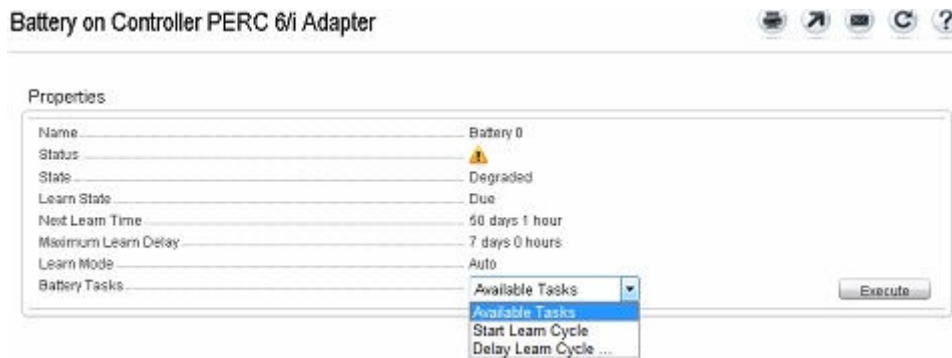 Battery on Controller PERC 6/i Adapter
?
Properties
Name Battery 0
Status
State Degraded
Learn State Due
Next Learn Time 60 days 1 hour
Maximum Learn Delay 7 days 0 hours
Learn Mode Auto
Battery Tasks Available Tasks Execute
Available Tasks
Start Learn Cycle
Delay Learn Cycle ...